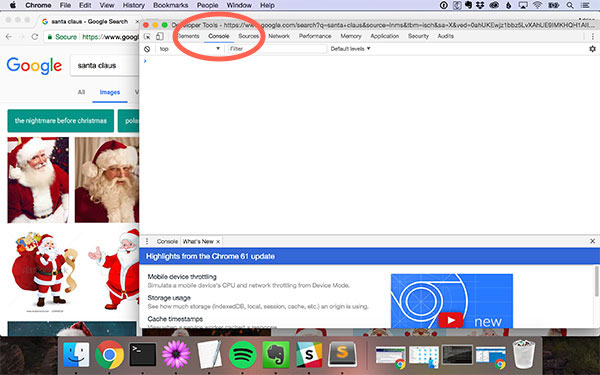 Chrome File Edit View History Bookmarks People Window Help
santa claus - Google Search
Developer Tools - https://www.google.com/search?q=santa+claus&source=lnms&tbm=isch&sa=X&ved=
Secure https://www.
Elements Console Sources Network Performance Memory Application Security Audits
top Filter Default levels
Google santa claus
All Images
the nightmare before christmas
Console What's New
Highlights from the Chrome 61 update
Mobile device throttling
Simulate a mobile device's CPU and network throttling from Device Mode.
Storage usage
See how much storage (IndexedDB, local, session, cache, etc.) an origin is using.
Cache timestamps
new